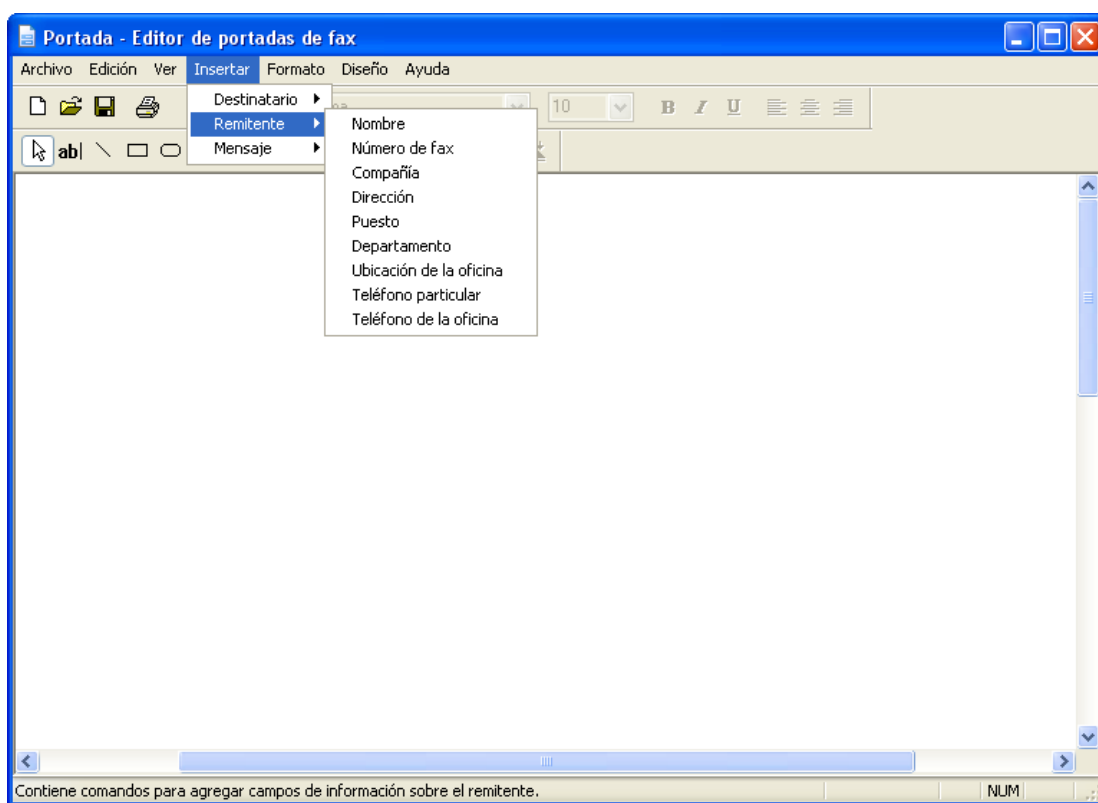 Portada - Editor de portadas de fax
Archivo Edición Ver Insertar Formato Diseño Ayuda
Destinatario
10 B I U
Remitente
Nombre
ab|
Mensaje
Número de fax
Compañía
Dirección
Puesto
Departamento
Ubicación de la oficina
Teléfono particular
Teléfono de la oficina
Contiene comandos para agregar campos de información sobre el remitente. NUM